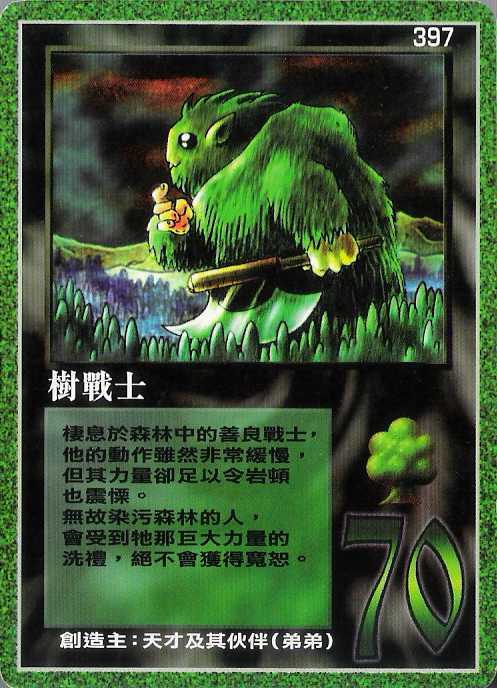 397
樹戰士
棲息於森林中的善良戰士，
他的動作雖然非常緩慢，
但其力量卻足以令岩頓
也震慄。
無故染污森林的人，
會受到牠那巨大力量的
洗禮，絕不會獲得寬恕。
70
創造主：天才及其伙伴(弟弟)